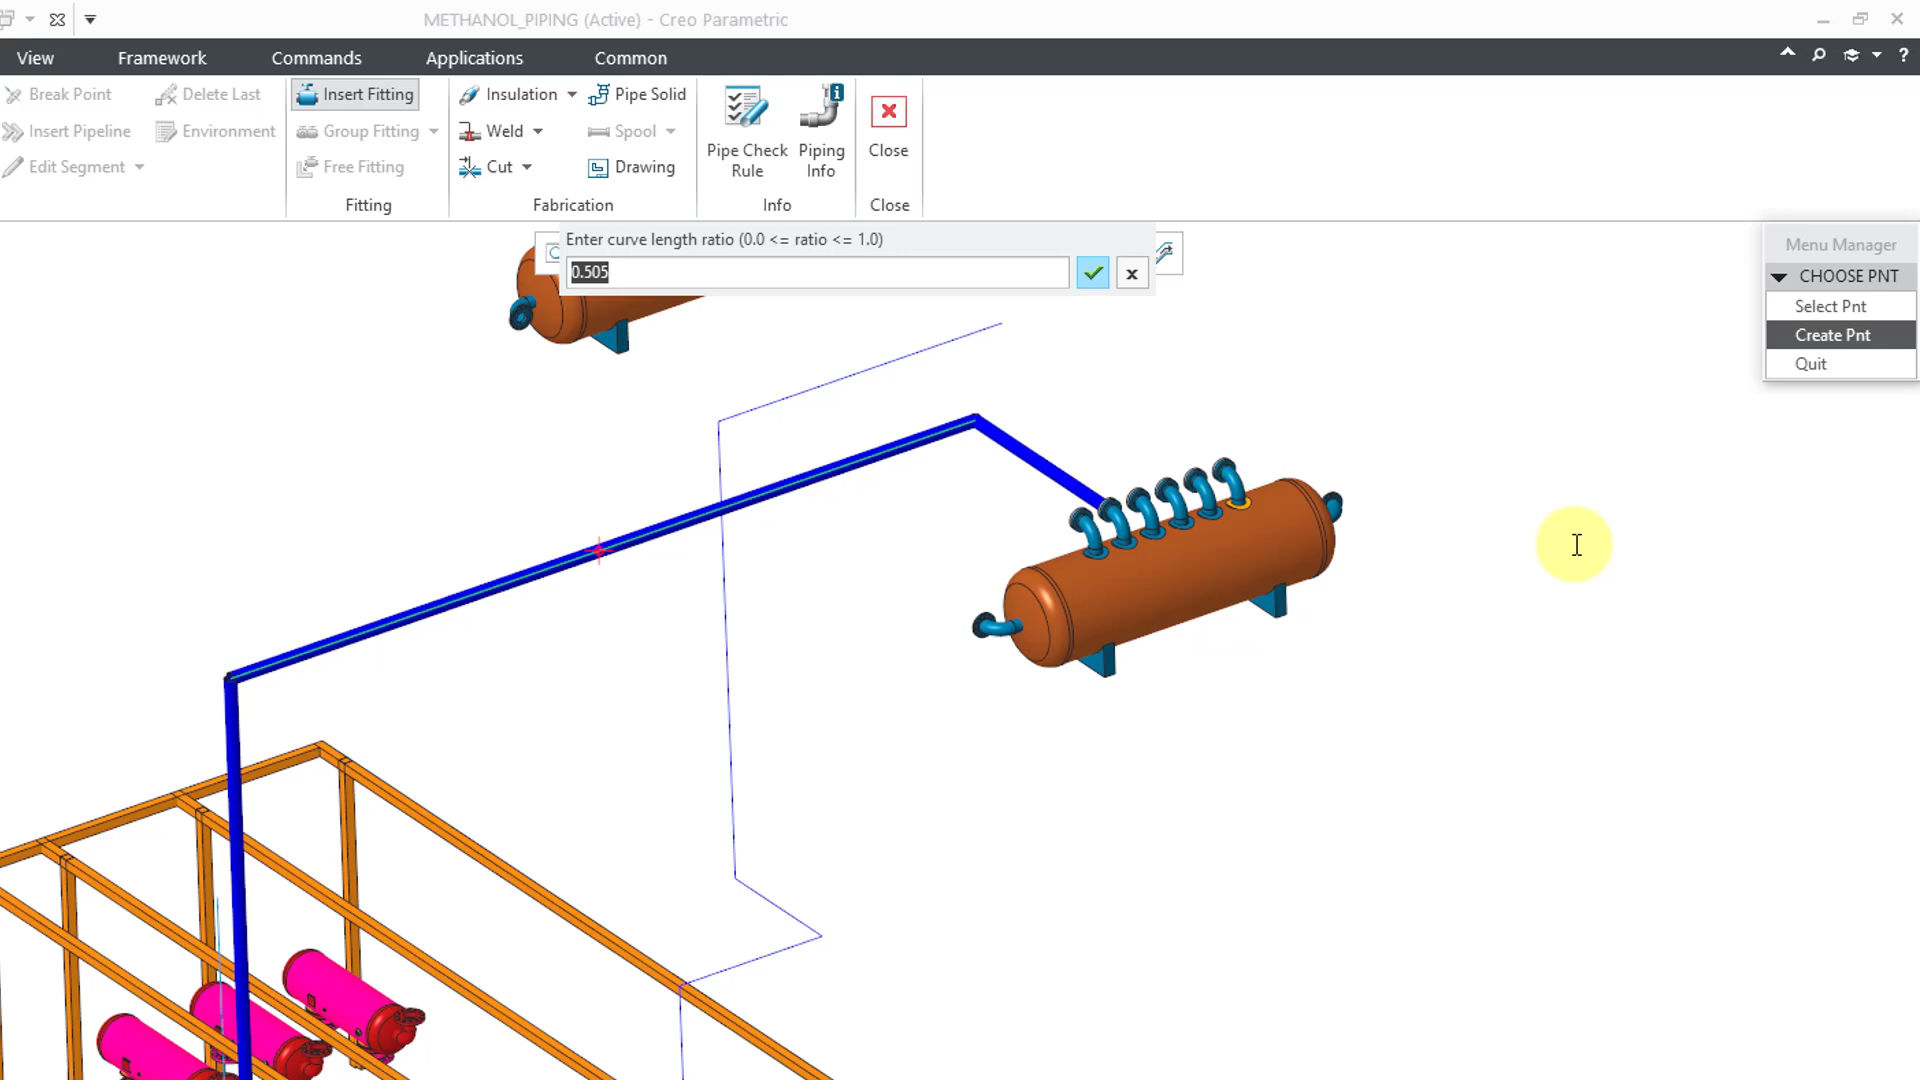 METHANOL_PIPING (Active) - Creo Parametric
View Framework Commands Applications Common
Break Point Delete Last Insert Fitting Insulation Pipe Solid
Insert Pipeline Environment Group Fitting Weld Spool
Edit Segment Free Fitting Cut Drawing
Pipe Check Rule
Piping Info
Close
Fitting Fabrication Info Close
Enter curve length ratio (0.0 <= ratio <= 1.0)
0.505
Menu Manager
CHOOSE PNT
Select Pnt
Create Pnt
Quit